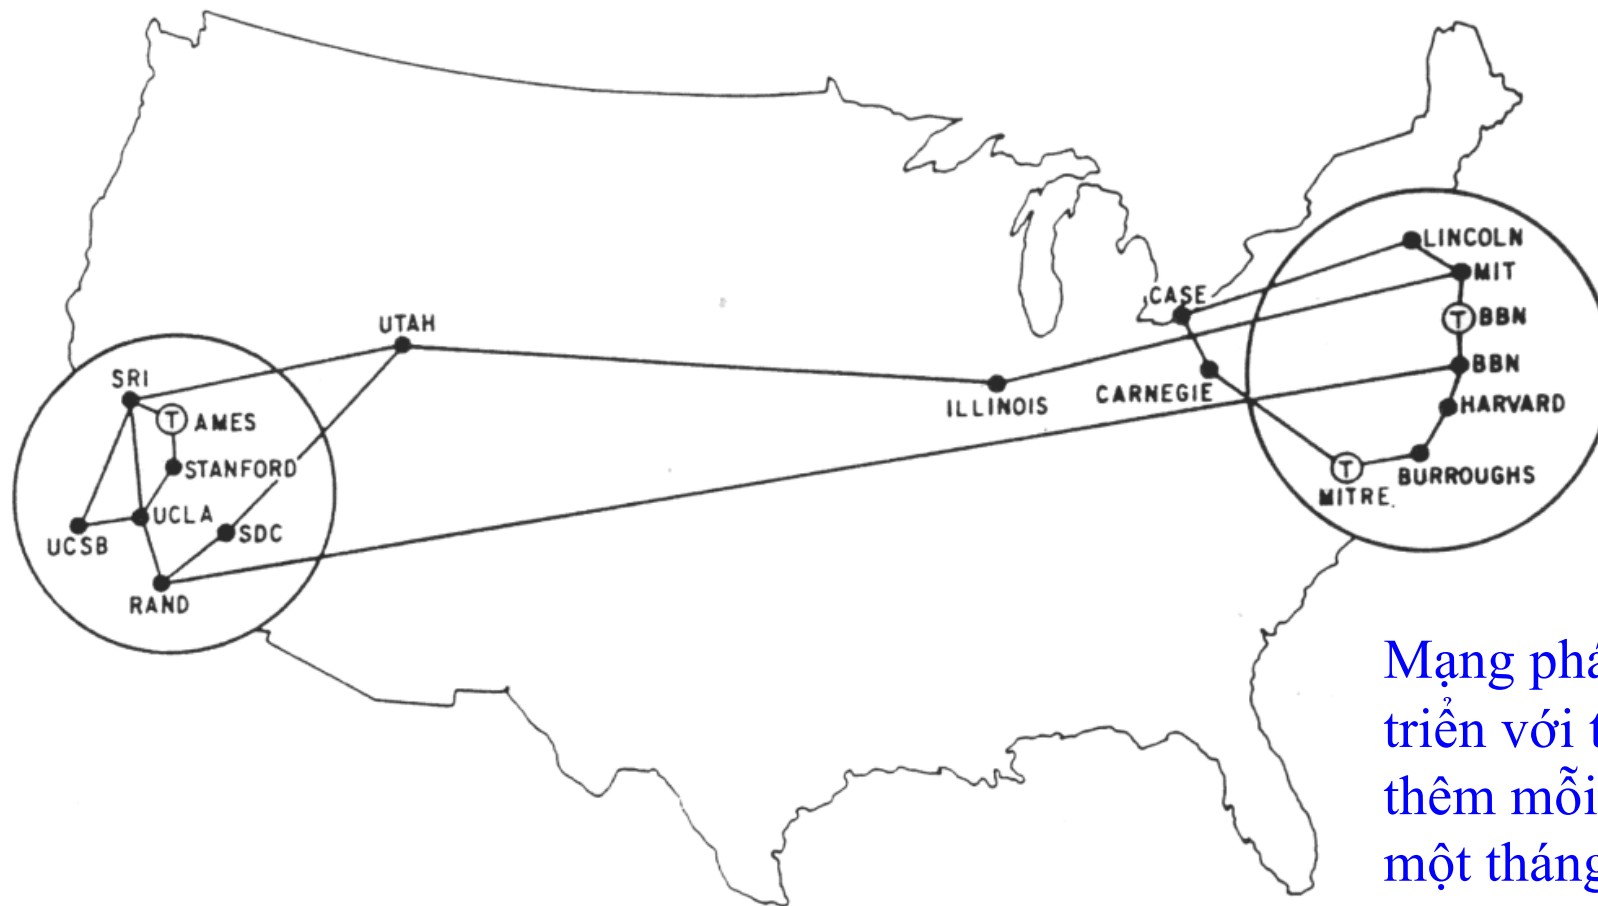 UTAH
SRI
T AMES
STANFORD
UCLA
SDC
UCSB
RAND
ILLINOIS
CASE
CARNEGIE
LINCOLN
MIT
T BBN
BBN
HARVARD
BURROUGHS
T
MITRE
Mạng
triển với
thêm mỗi
một tháng